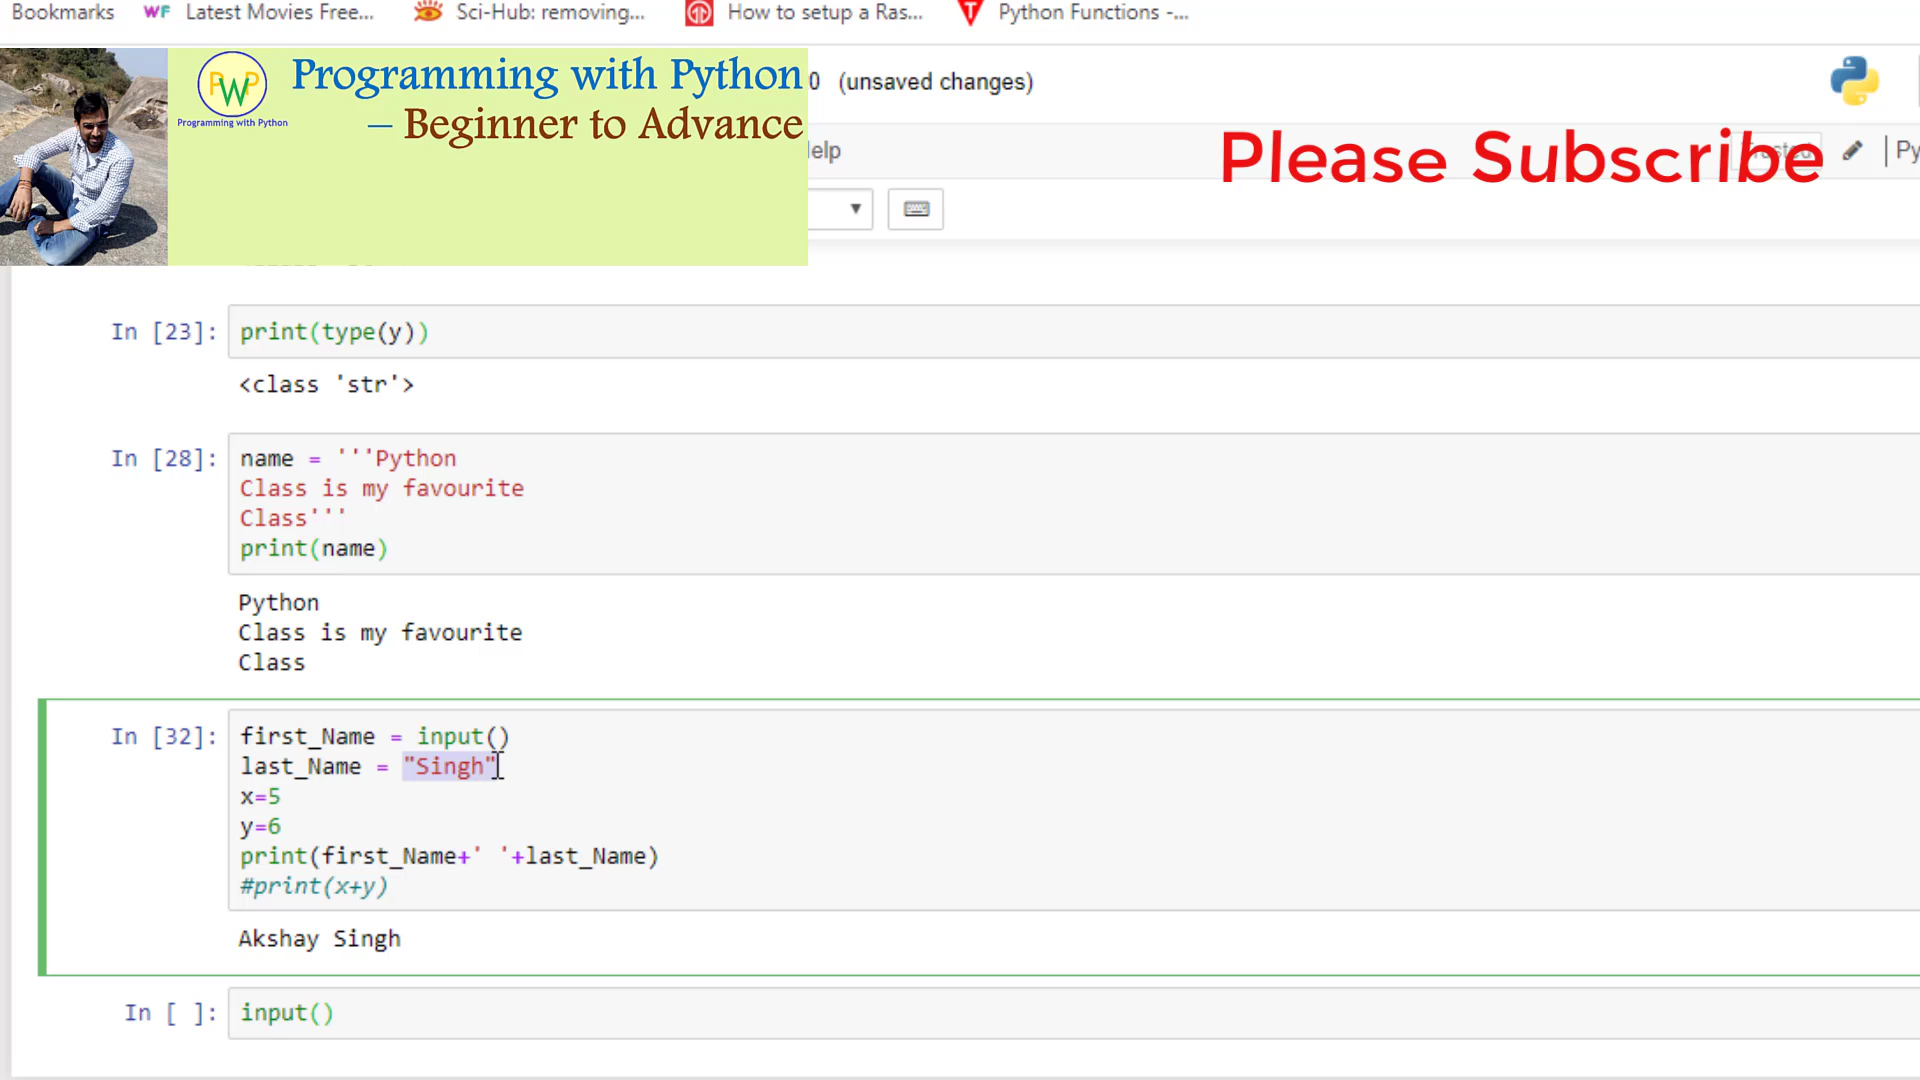 Bookmarks WF Latest Movies Free... Sci-Hub: removing... How to setup a Ras... Python Functions -...
PWP
Programming with Python
Programming with Python
– Beginner to Advance
0 (unsaved changes)
elp
Please Subscribe
Trusted
Py
In [23]: print(type(y))
<class 'str'>
In [28]: name = '''Python
Class is my favourite
Class'''
print(name)
Python
Class is my favourite
Class
In [32]: first_Name = input()
last_Name = "Singh"
x=5
y=6
print(first_Name+' '+last_Name)
#print(x+y)
Akshay Singh
In [ ]: input()